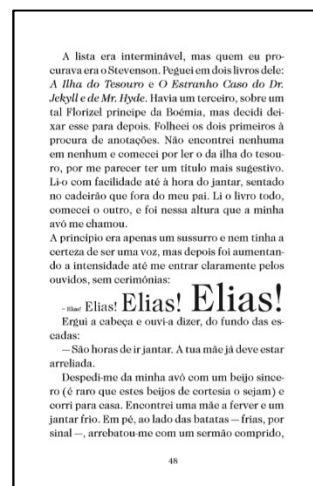 A lista era interminável, mas quem eu pro-
curava era o Stevenson. Peguei em dois livros dele:
A Ilha do Tesouro e O Estranho Caso do Dr.
Jekyll e de Mr. Hyde. Havia um terceiro, sobre um
tal Florizel príncipe da Boémia, mas decidi dei-
xar esse para depois. Folheei os dois primeiros à
procura de anotações. Não encontrei nenhuma
em nenhum e comecei por ler o da ilha do tesou-
ro, por me parecer ter um título mais sugestivo.
Li-o com facilidade até à hora do jantar, sentado
no cadeirão que fora do meu pai. Li o livro todo,
comecei o outro, e foi nessa altura que a minha
avó me chamou.
A princípio era apenas um sussurro e nem tinha a
certeza de ser uma voz, mas depois foi aumentan-
do a intensidade até me entrar claramente pelos
ouvidos, sem cerimónias:
– Elias! Elias! Elias! Elias!
Ergui a cabeça e ouvi-a dizer, do fundo das es-
cadas:
— São horas de ir jantar. A tua mãe já deve estar
arreliada.
Despedi-me da minha avó com um beijo since-
ro (é raro que estes beijos de cortesia o sejam) e
corri para casa. Encontrei uma mãe a ferver e um
jantar frio. Em pé, ao lado das batatas — frias, por
sinal —, arrebatou-me com um sermão comprido,
48